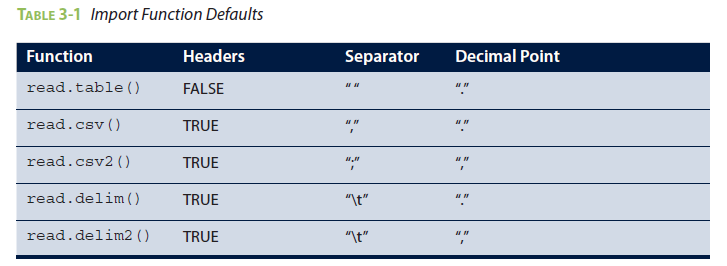 TABLE 3-1 Import Function Defaults
Function Headers Separator Decimal Point
read.table() FALSE “ “ “.”
read.csv() TRUE “,” “.”
read.csv2() TRUE “;” “,”
read.delim() TRUE “\t” “.”
read.delim2() TRUE “\t” “,”